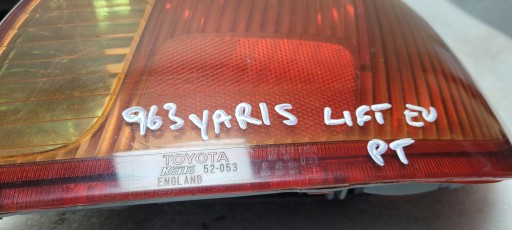 963 YARIS LIFT EU
PT
TOYOTA
KOITO 52-053
ENGLAND